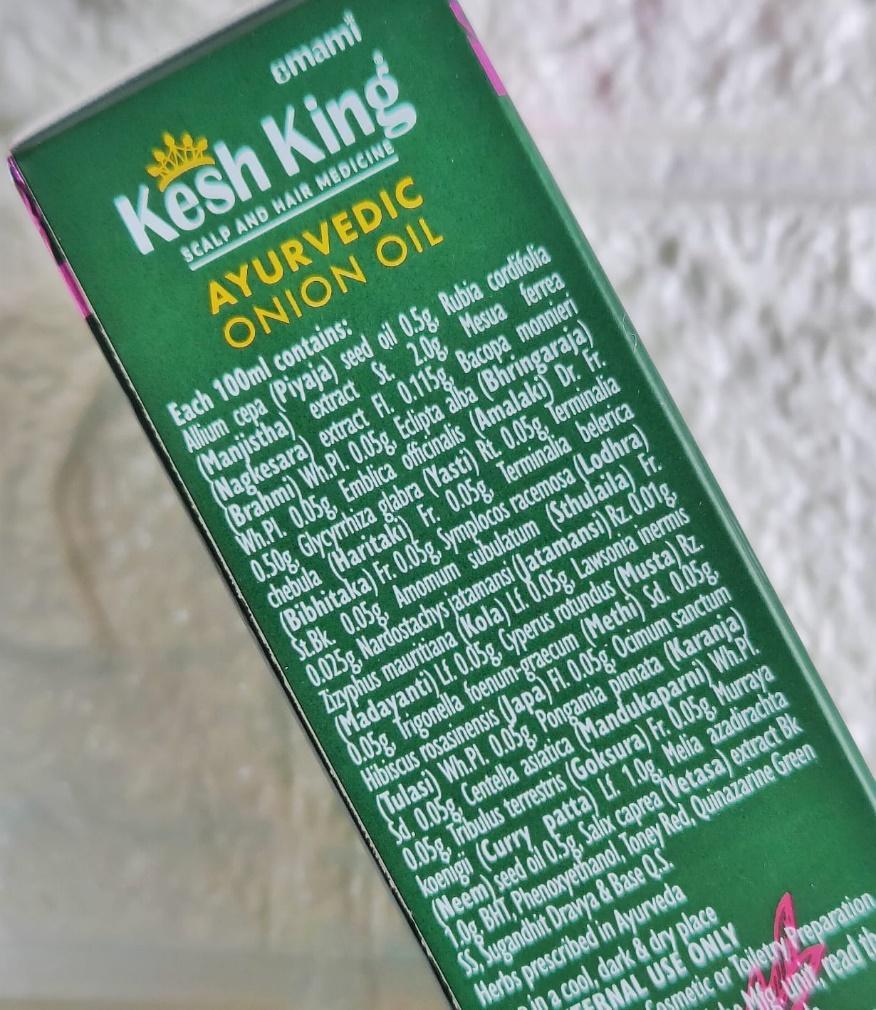 emami
Kesh King
SCALP AND HAIR MEDICINE
AYURVEDIC
ONION OIL
Each 100ml contains:
Allium cepa (Piyaja) seed oil 0.5g, Rubia cordifolia
(Manjistha) extract St. 2.0g, Mesua ferrea
(Nagkesara) extract Fl. 0.115g, Bacopa monnieri
(Brahmi) Wh.Pl. 0.05g, Eclipta alba (Bhringaraja)
Wh.Pl. 0.05g, Emblica officinalis (Amalaki) Dr. Fr.
0.50g, Glycyrrhiza glabra (Yasti) Rt. 0.05g, Terminalia
chebula (Haritaki) Fr. 0.05g, Terminalia belerica
(Bibhitaka) Fr. 0.05g, Symplocos racemosa (Lodhra)
St.Bk. 0.05g, Amomum subulatum (Sthulaila) Fr.
0.025g, Nardostachys jatamansi (Jatamansi) Rz. 0.01g,
Zizyphus mauritiana (Kola) Lf. 0.05g, Lawsonia inermis
(Madayanti) Lf. 0.05g, Cyperus rotundus (Musta) Rz.
0.05g, Trigonella foenum-graecum (Methi) Sd. 0.05g,
Hibiscus rosasinensis (Japa) Fl. 0.05g, Ocimum sanctum
(Tulasi) Wh.Pl. 0.05g, Pongania pinnata (Karanja)
Sd. 0.05g, Centella asiatica (Mandukaparni) Wh.Pl.
0.05g, Tribulus terrestris (Goksura) Fr. 0.05g, Murraya
koenigii (Curry patta) Lf. 1.0g, Melia azadirachta
(Neem) seed oil 0.5g, Salix caprea (Vetasa) extract Bk
1.0g, BHT, Phenoxyethanol, Toney Red, Quinazarine Green
SS, Sugandhit Dravya & Base Q.S.
Herbs prescribed in Ayurveda
in a cool, dark & dry place
USE ONLY
Cosmetic or Toiletry Preparation
Mfg. unit, read